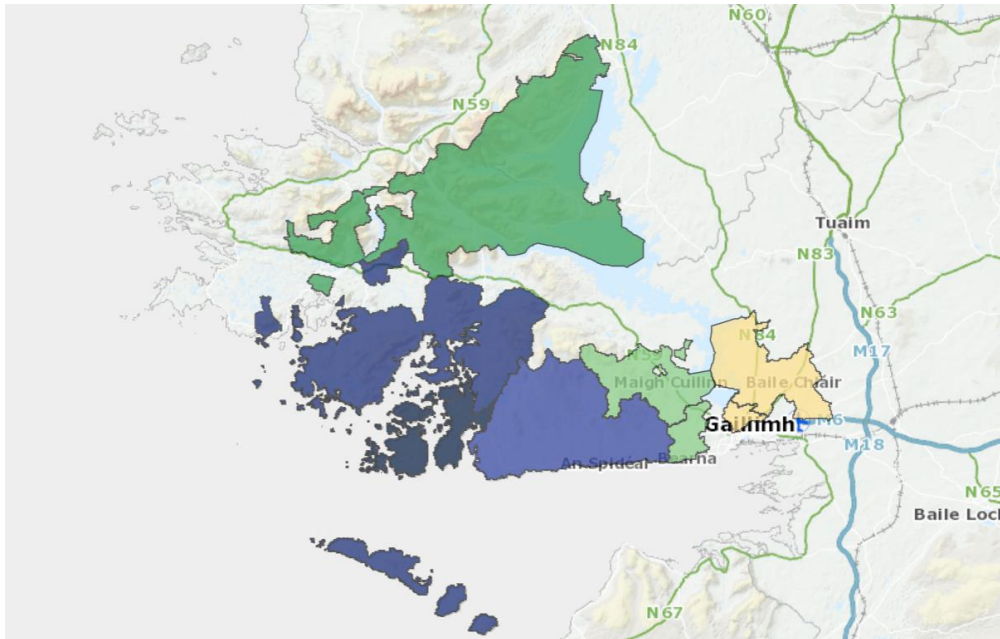 N60
N84
N59
Tuaim
N83
N63
N84
M17
N59
Maigh Cuilinn
Baile Chláir
Gaillimh
M6
M18
An Spidéal
Bearna
N65
Baile Loch
N67